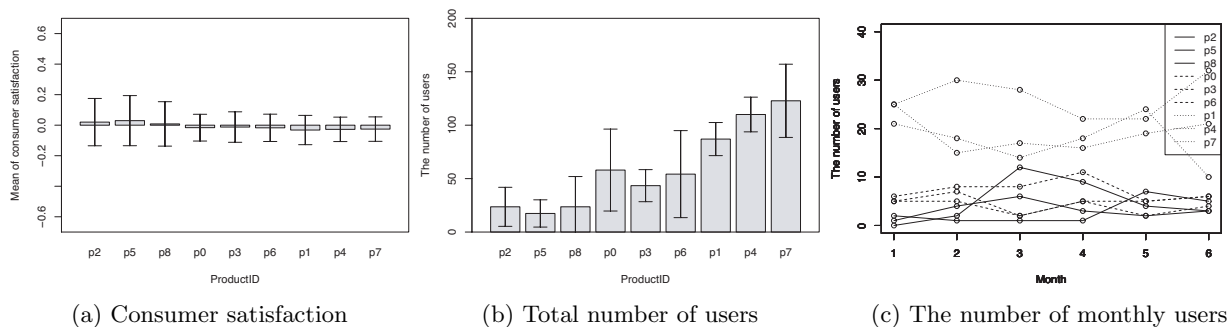 Mean of consumer satisfaction
0.6
0.4
0.2
0.0
−0.2
−0.6
p2 p5 p8 p0 p3 p6 p1 p4 p7
ProductID
(a) Consumer satisfaction
The number of users
200
150
100
50
0
p2 p5 p8 p0 p3 p6 p1 p4 p7
ProductID
(b) Total number of users
The number of users
40
30
20
10
0
1 2 3 4 5 6
Month
p2
p5
p8
p0
p3
p6
p1
p4
p7
(c) The number of monthly users